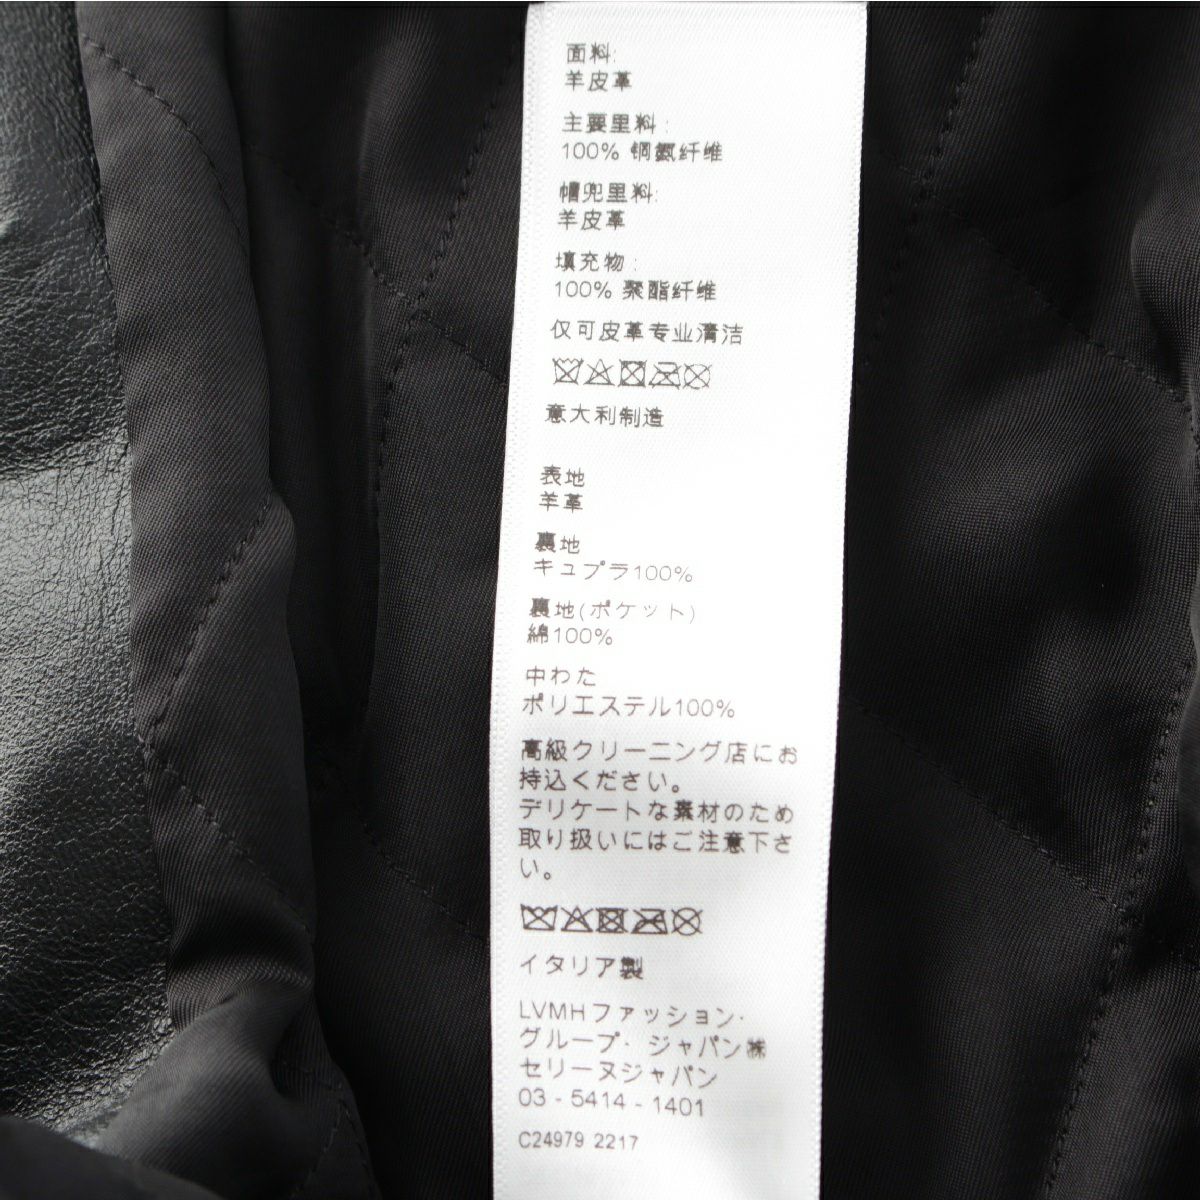 面料:
羊皮革
主要里料:
100% 铜氨纤维
帽兜里料:
羊皮革
填充物:
100% 聚酯纤维
仅可皮革专业清洁
意大利制造
表地
羊革
裏地
キュプラ100%
裏地(ポケット)
綿100%
中わた
ポリエステル100%
高級クリーニング店にお
持込ください。
デリケートな素材のため
取り扱いにはご注意下さ
い。
イタリア製
LVMHファッション・
グループ・ジャパン㈱
セリーヌジャパン
03 - 5414 - 1401
C24979 2217